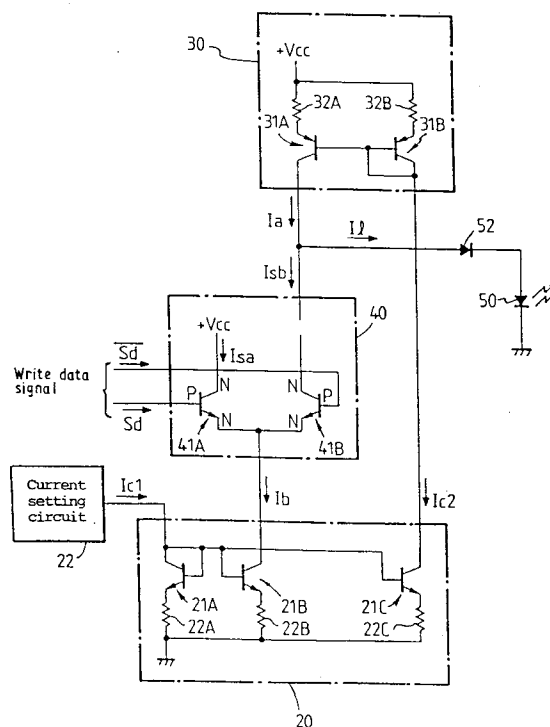 30
+Vcc
32A
32B
31A
31B
Ia
Il
52
Isb
50
40
+Vcc
Sd
Isa
Write data
signal
P
N
N
P
Sd
N
N
41A
41B
Current
setting
circuit
Ic1
Ib
Ic2
22
21A
21B
21C
22A
22B
22C
20